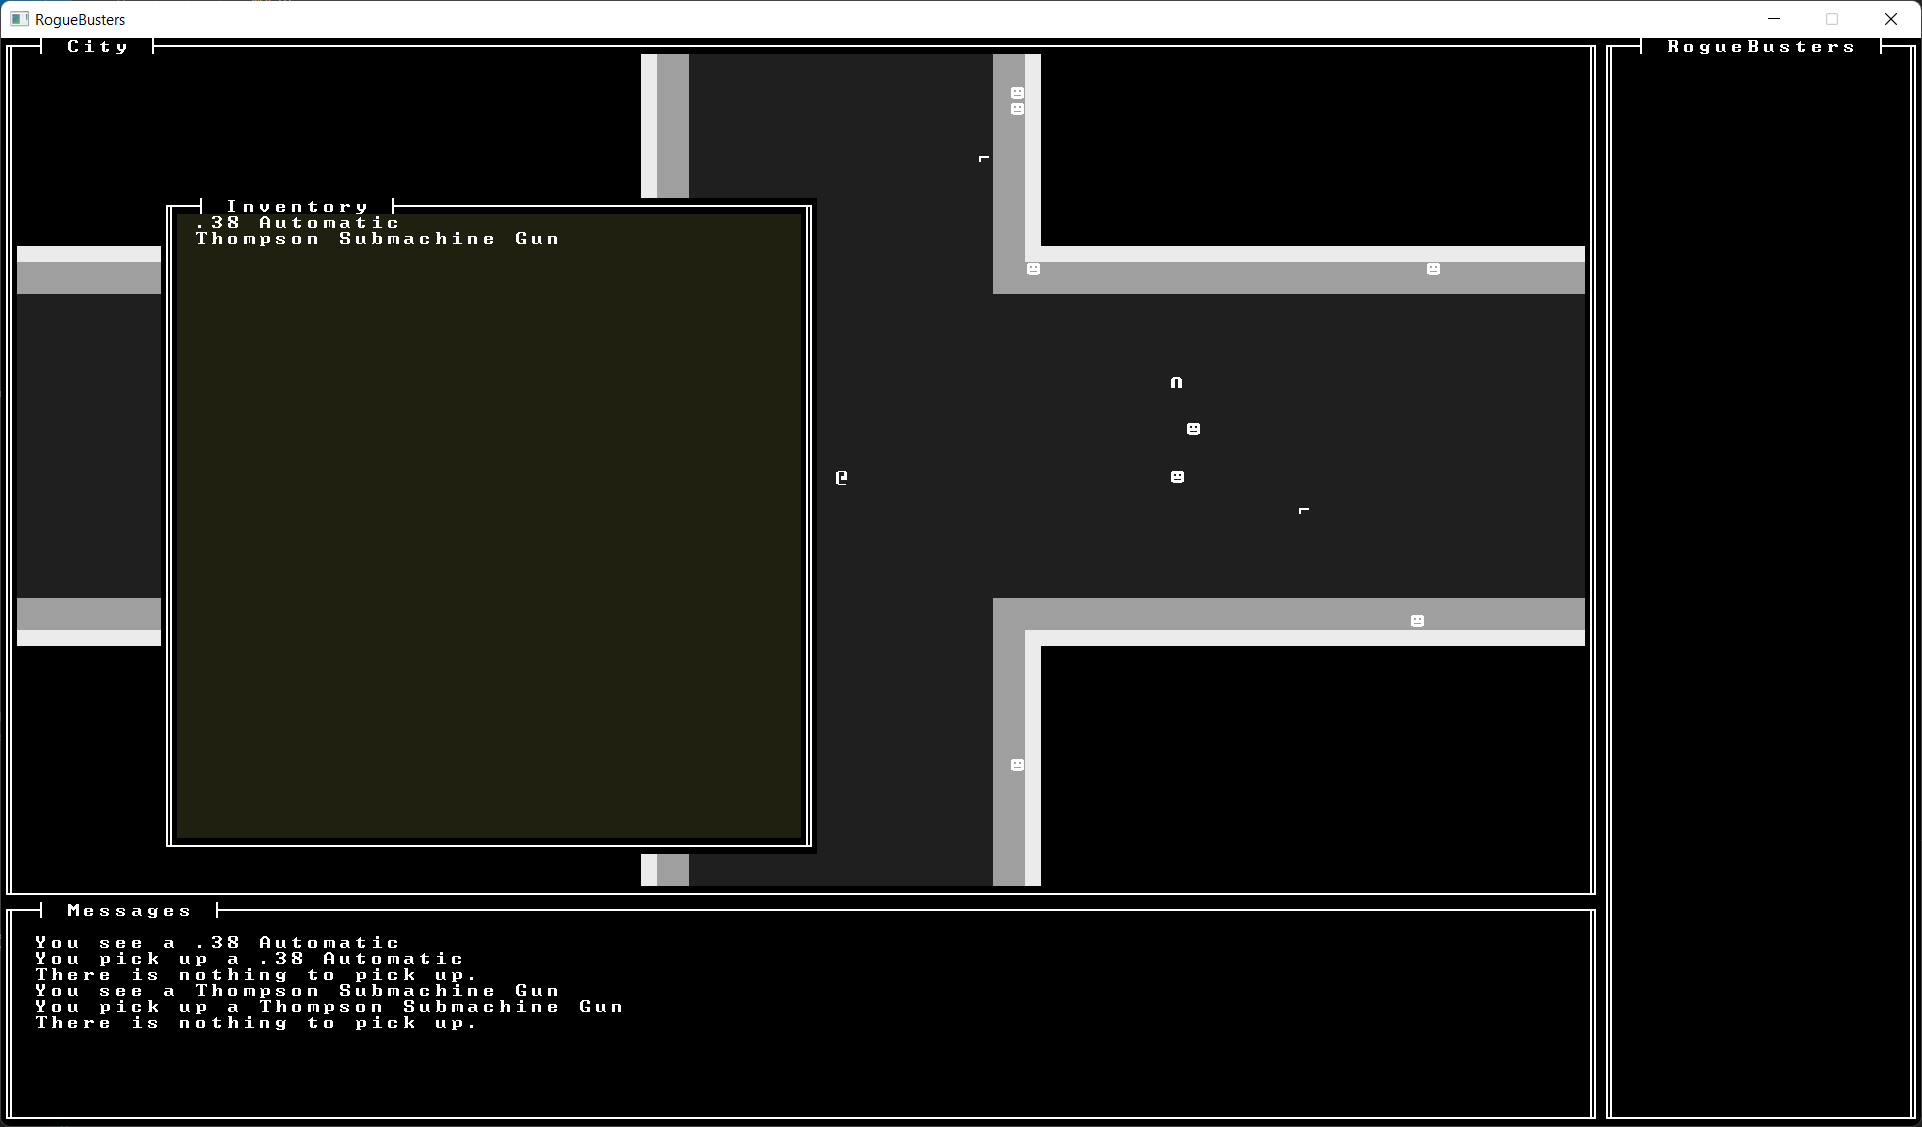 RogueBusters
City
RogueBusters
Inventory
.38 Automatic
Thompson Submachine Gun
@
Messages
You see a .38 Automatic
You pick up a .38 Automatic
There is nothing to pick up.
You see a Thompson Submachine Gun
You pick up a Thompson Submachine Gun
There is nothing to pick up.